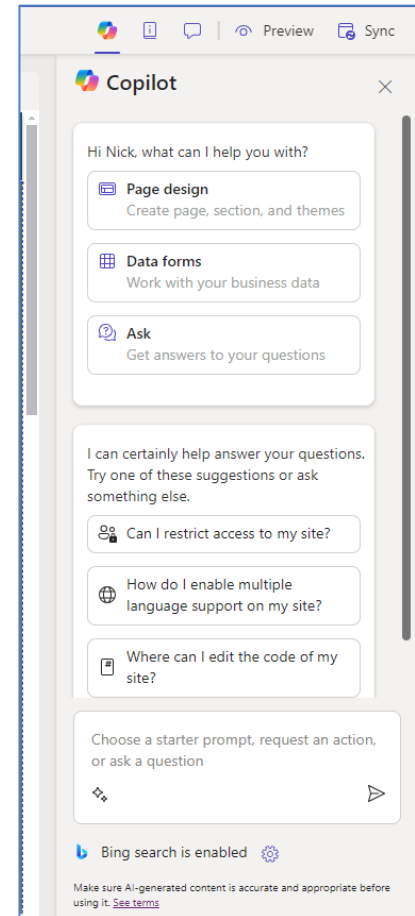 Preview
Sync
Copilot
Hi Nick, what can I help you with?
Page design
Create page, section, and themes
Data forms
Work with your business data
Ask
Get answers to your questions
I can certainly help answer your questions.
Try one of these suggestions or ask
something else.
Can I restrict access to my site?
How do I enable multiple
language support on my site?
Where can I edit the code of my
site?
Choose a starter prompt, request an action,
or ask a question
Bing search is enabled
Make sure AI-generated content is accurate and appropriate before
using it. See terms